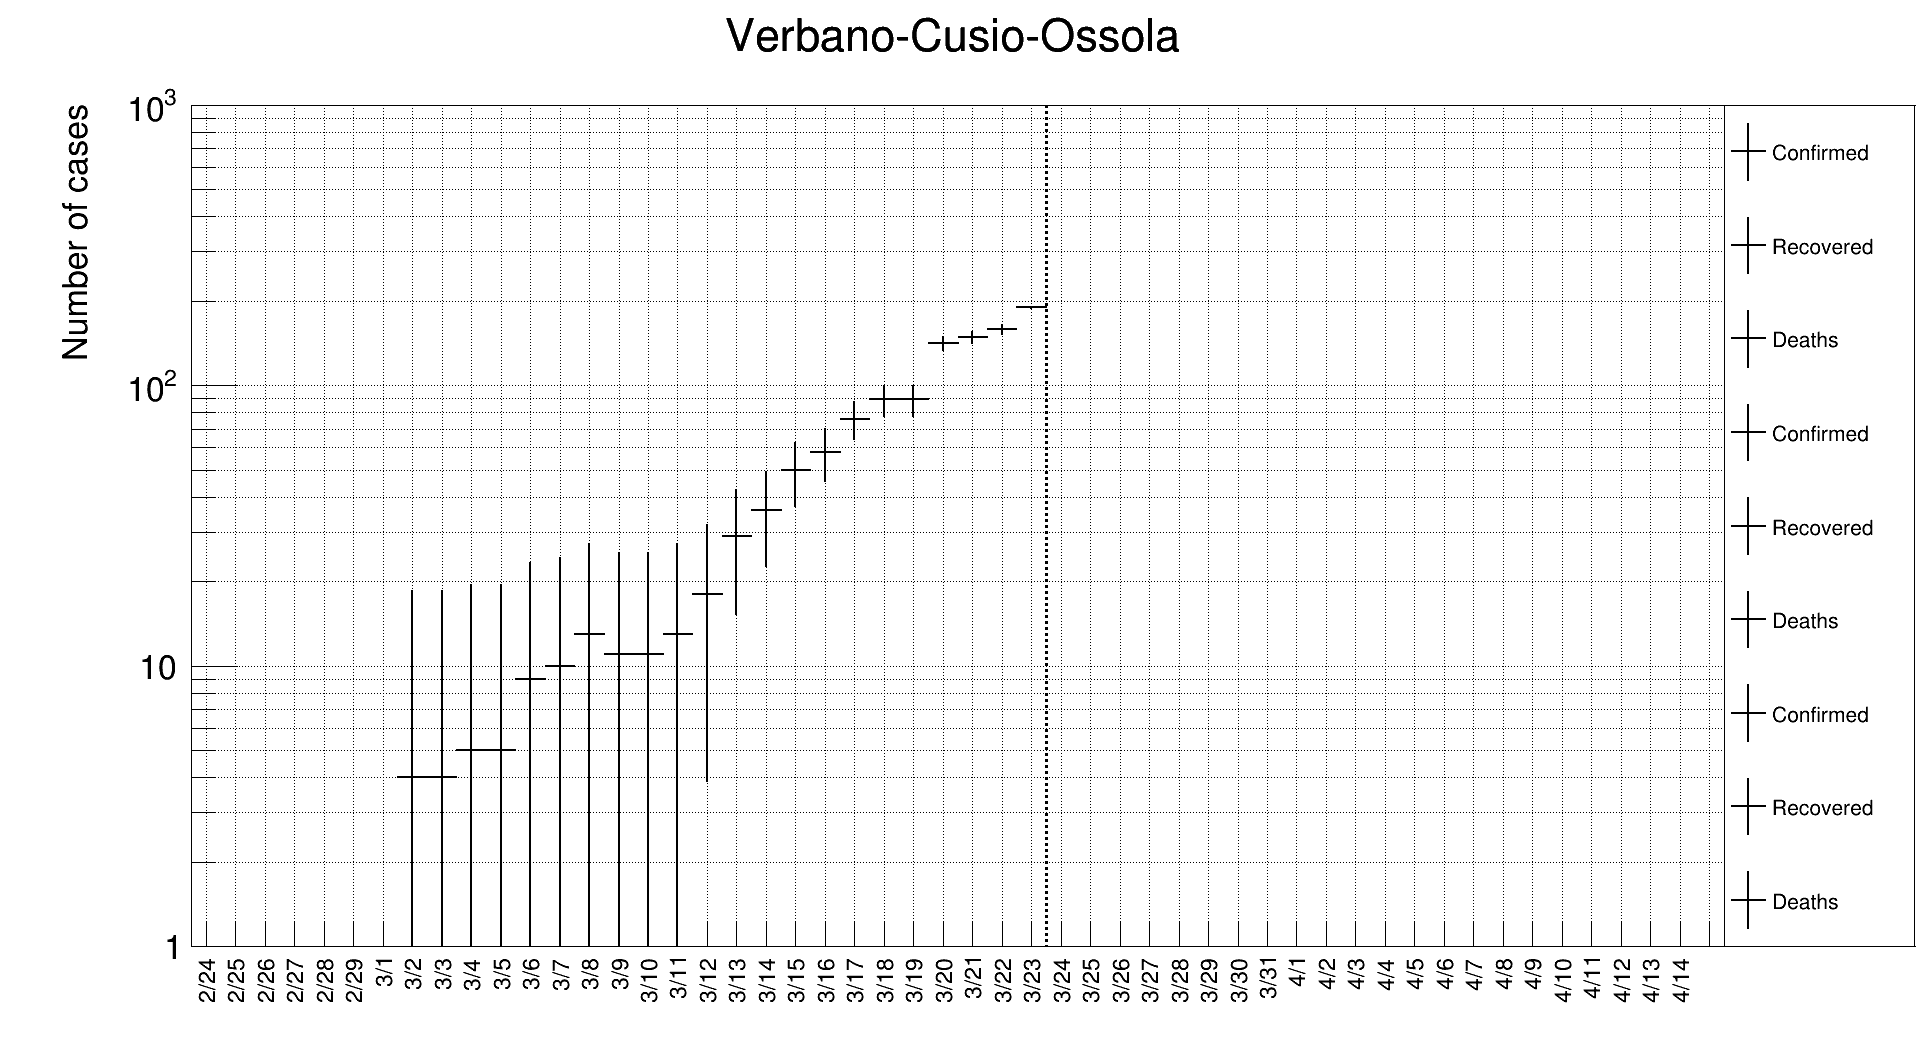 Verbano-Cusio-Ossola
Number of cases
10³
10²
10
1
2/24 2/25 2/26 2/27 2/28 2/29 3/1 3/2 3/3 3/4 3/5 3/6 3/7 3/8 3/9 3/10 3/11 3/12 3/13 3/14 3/15 3/16 3/17 3/18 3/19 3/20 3/21 3/22 3/23 3/24 3/25 3/26 3/27 3/28 3/29 3/30 3/31 4/1 4/2 4/3 4/4 4/5 4/6 4/7 4/8 4/9 4/10 4/11 4/12 4/13 4/14
Confirmed
Recovered
Deaths
Confirmed
Recovered
Deaths
Confirmed
Recovered
Deaths